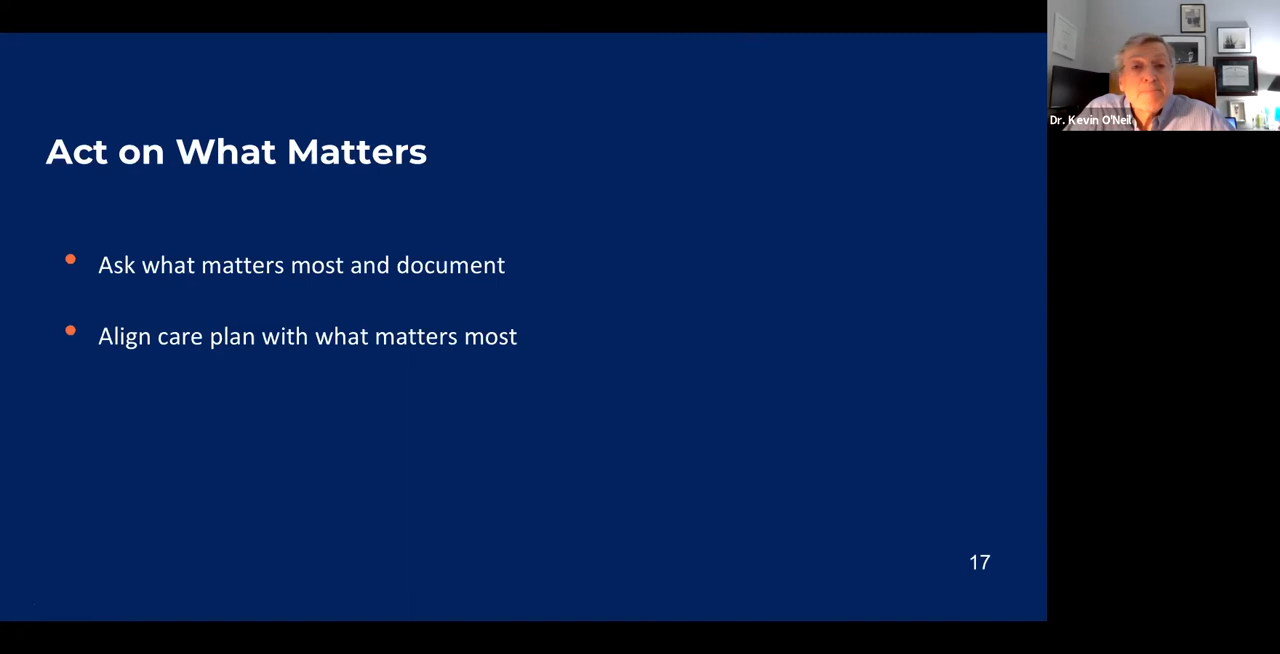 Act on What Matters
Ask what matters most and document
Align care plan with what matters most
17
Dr. Kevin O'Neil